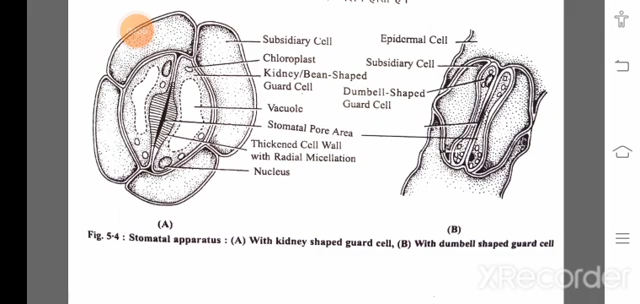 Subsidiary Cell
Chloroplast
Kidney/Bean-Shaped
Guard Cell
Vacuole
Stomatal Pore Area
Thickened Cell Wall
with Radial Micellation
Nucleus
Epidermal Cell
Subsidiary Cell
Dumbell-Shaped
Guard Cell
(A)
(B)
Fig. 5·4 : Stomatal apparatus : (A) With kidney shaped guard cell, (B) With dumbell shaped guard cell
XRecorder